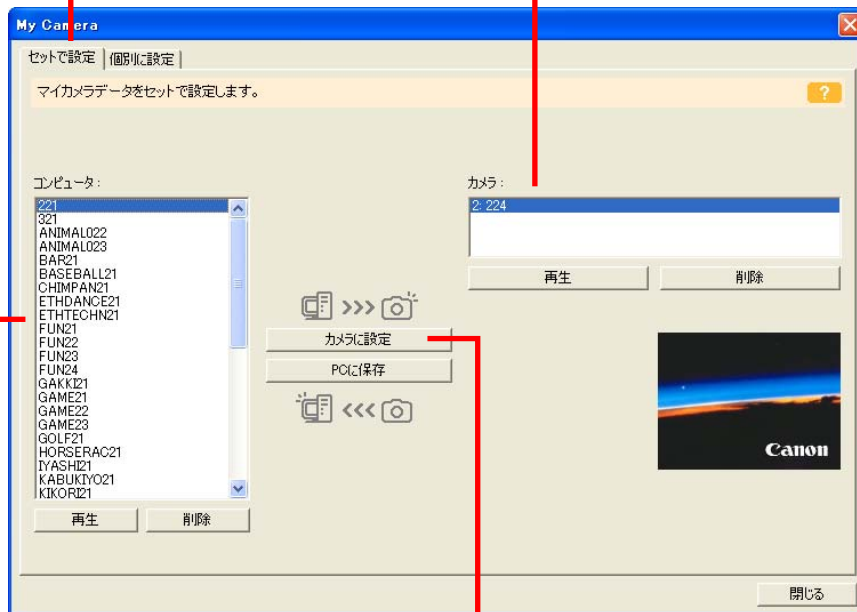 My Camera
セットで設定 個別に設定
マイカメラデータをセットで設定します。
?
コンピュータ:
221
321
ANIMAL022
ANIMAL023
BAR21
BASEBALL21
CHIMPAN21
ETHDANCE21
ETHTECHN21
FUN21
FUN22
FUN23
FUN24
GAKKI21
GAME21
GAME22
GAME23
GOLF21
HORSERAC21
IYASHI21
KABUKIYO21
KIKORI21
再生 削除
>>>
カメラに設定
PCに保存
<<<
カメラ:
2: 224
再生 削除
Canon
閉じる